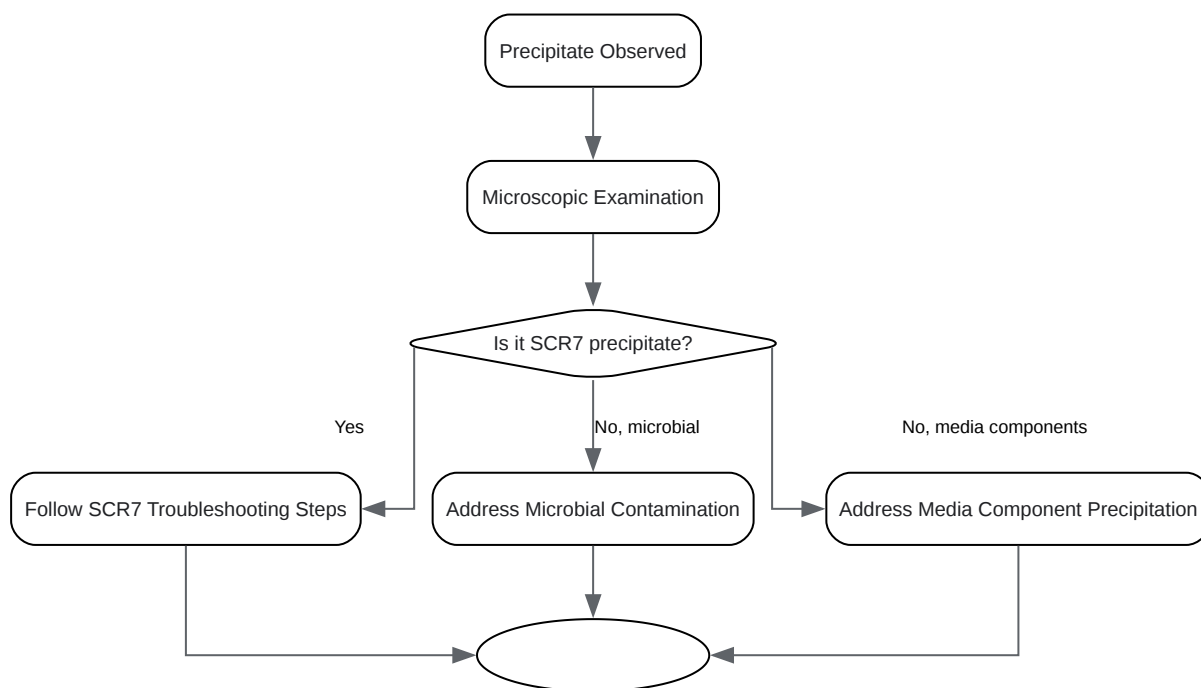 Precipitate Observed
Microscopic Examination
Is it SCR7 precipitate?
Yes
No, microbial
No, media components
Follow SCR7 Troubleshooting Steps
Address Microbial Contamination
Address Media Component Precipitation